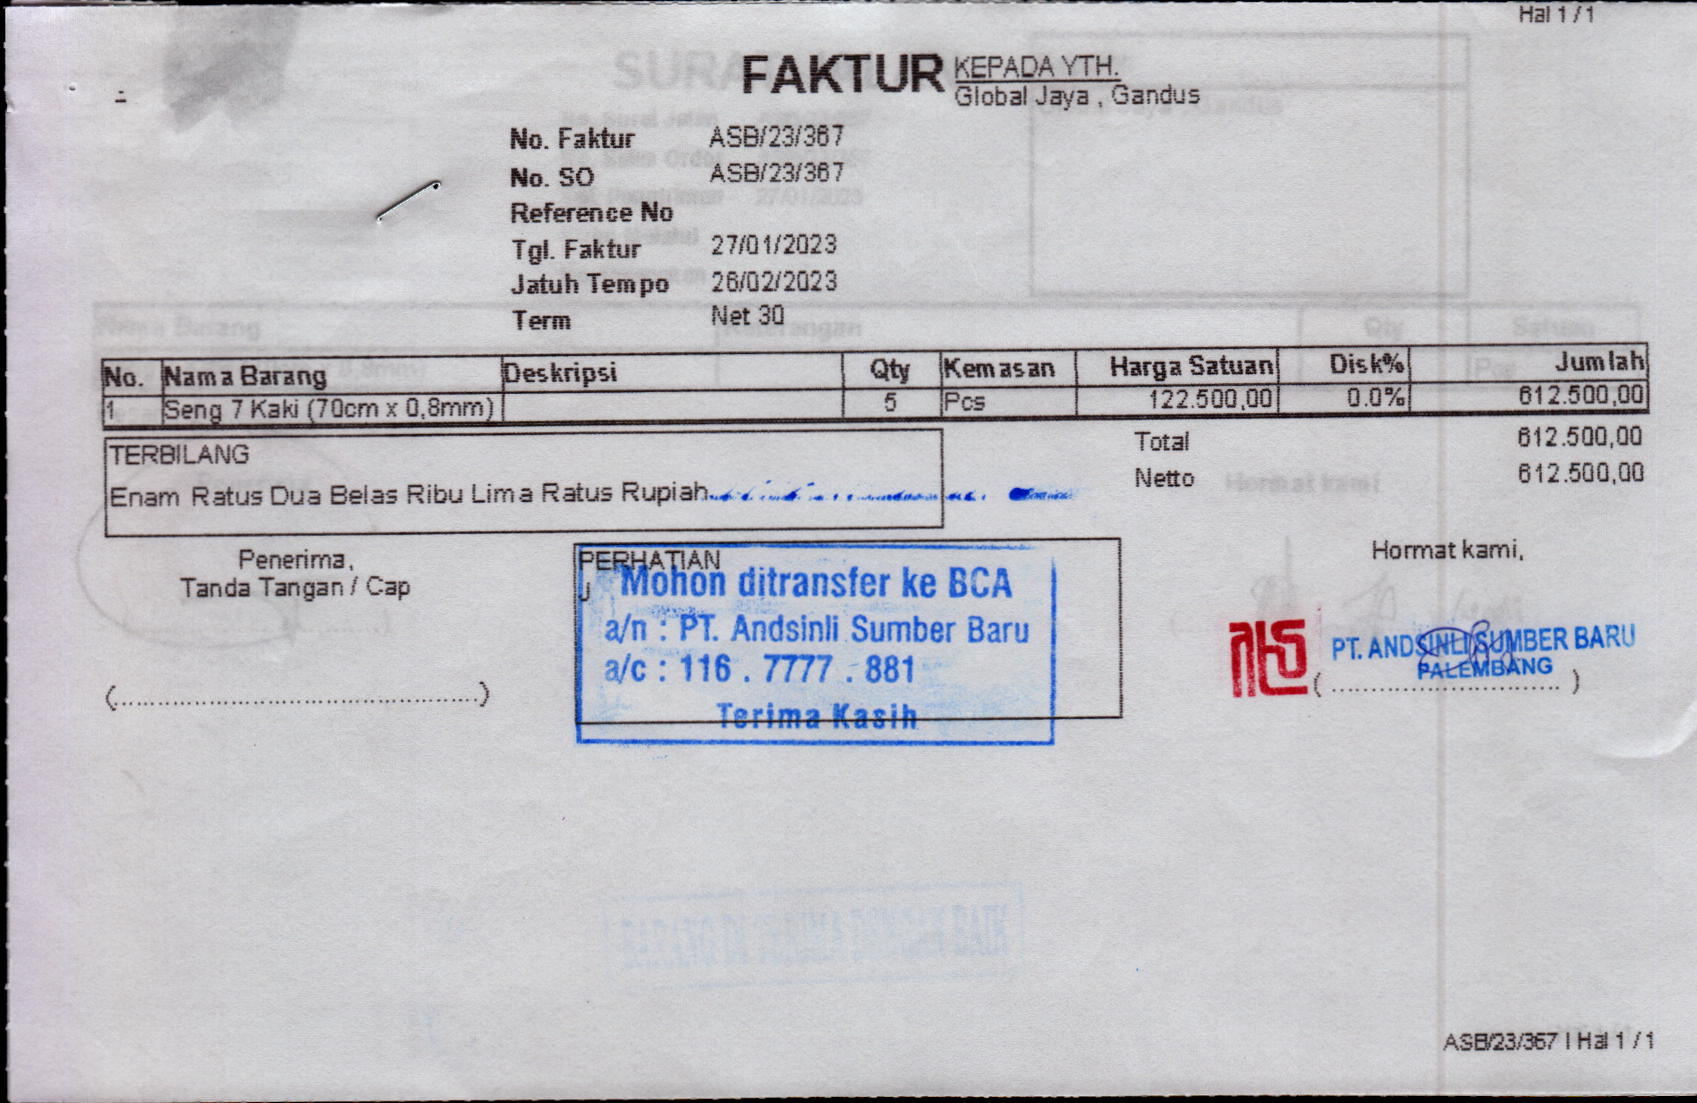 Hal 1 / 1
FAKTUR
KEPADA YTH.
Global Jaya , Gandus
No. Faktur ASB/23/367
No. SO ASB/23/367
Reference No
Tgl. Faktur 27/01/2023
Jatuh Tempo 26/02/2023
Term Net 30
No. Nama Barang Deskripsi Qty Kemasan Harga Satuan Disk% Jumlah
1 Seng 7 Kaki (70cm x 0,8mm) 5 Pcs 122.500,00 0.0% 612.500,00
Total 612.500,00
Netto 612.500,00
TERBILANG
Enam Ratus Dua Belas Ribu Lima Ratus Rupiah
Penerima,
Tanda Tangan / Cap
(................................................)
PERHATIAN
Mohon ditransfer ke BCA
a/n : PT. Andsinli Sumber Baru
a/c : 116 . 7777 . 881
Terima Kasih
Hormat kami,
PT. ANDSINLI SUMBER BARU
PALEMBANG
(..............................)
ASB/23/367 | Hal 1 / 1